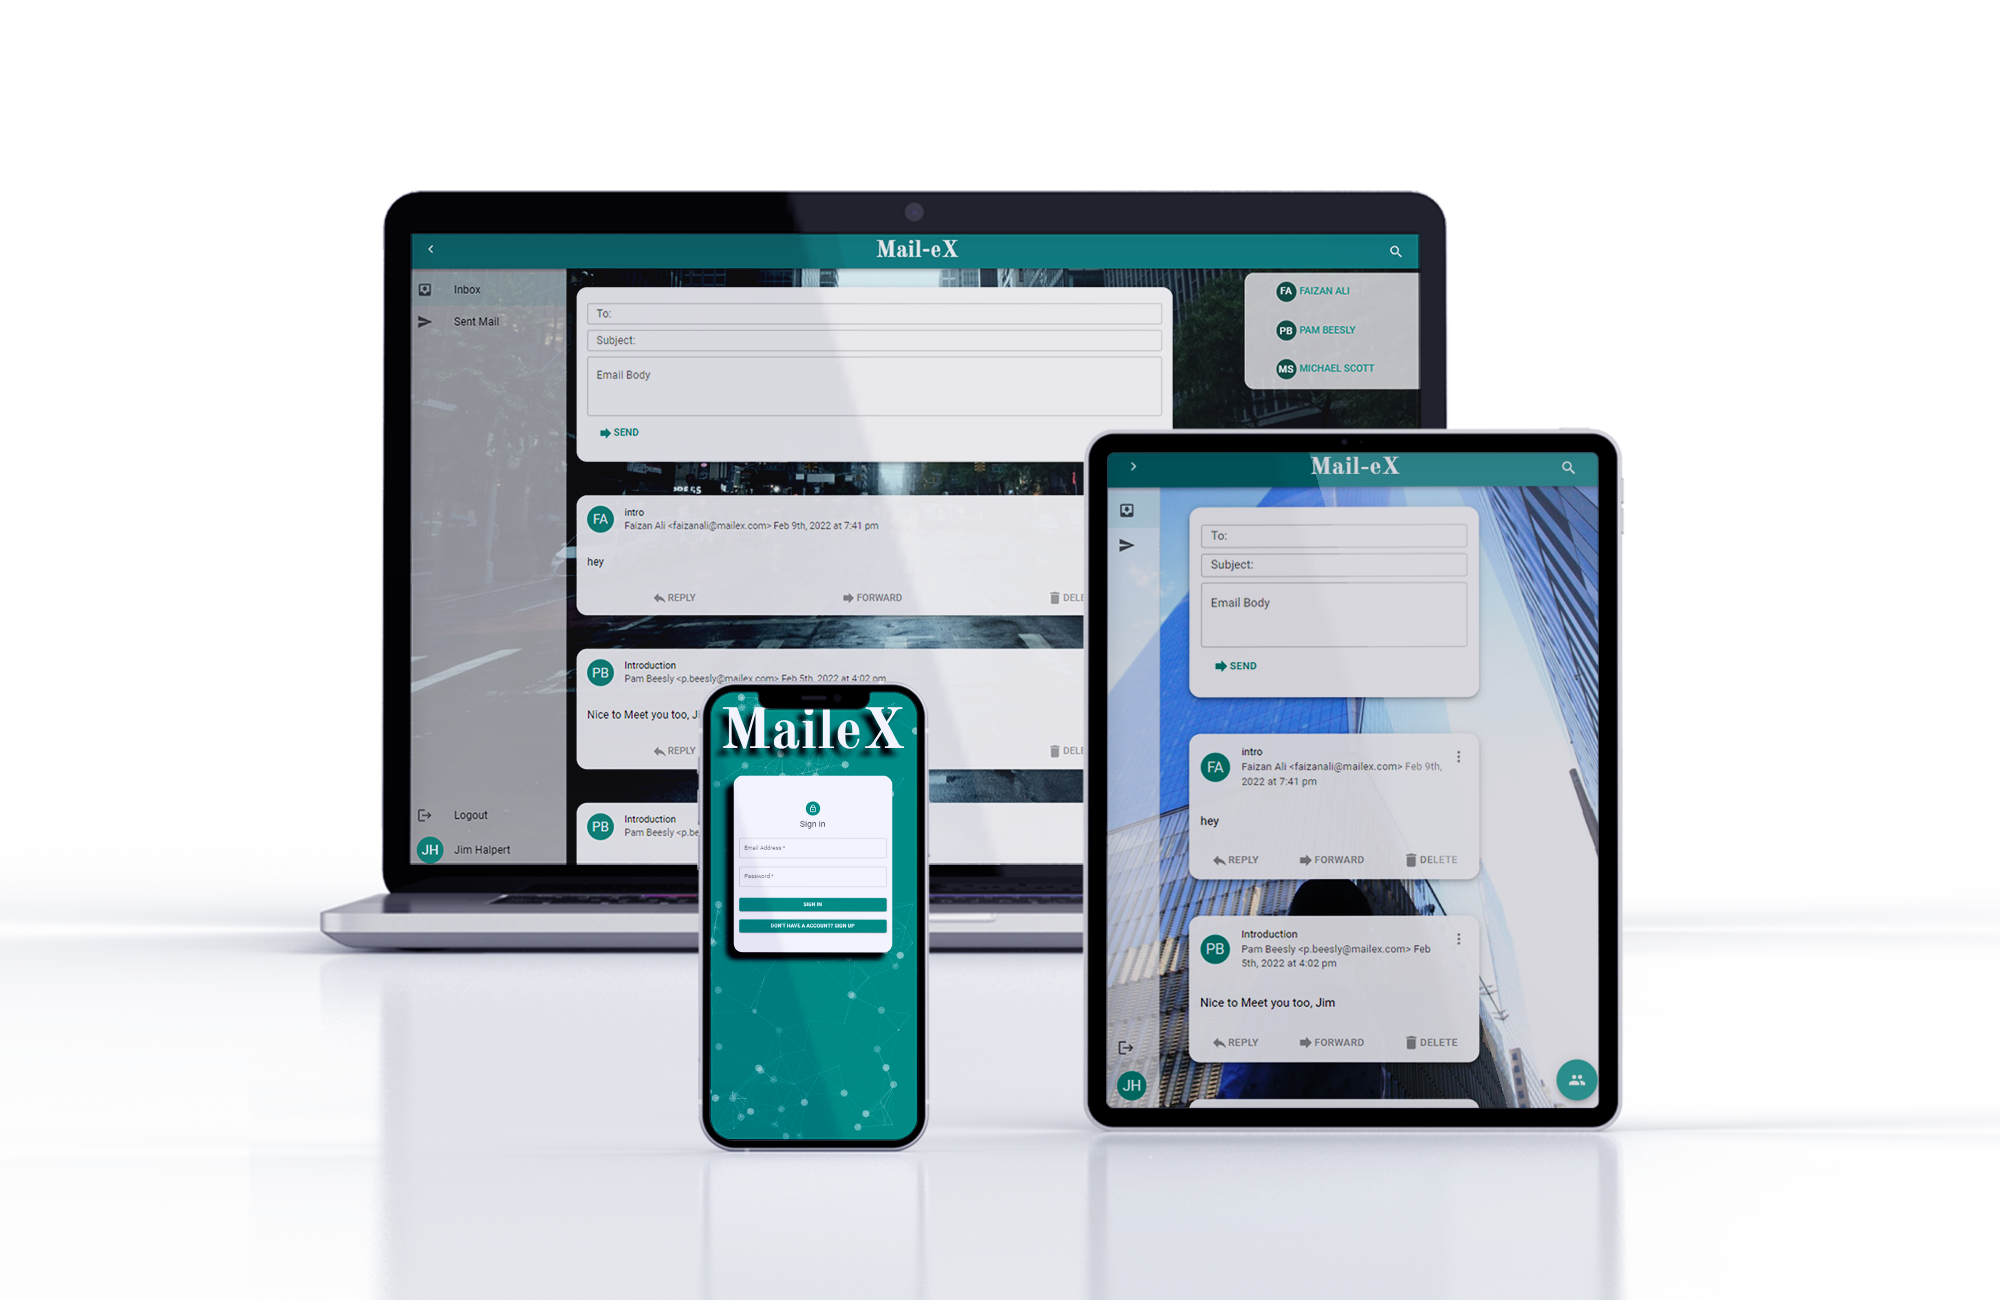 Mail-eX
Inbox
Sent Mail
To:
Subject:
Email Body
SEND
FA FAIZAN ALI
PB PAM BEESLY
MS MICHAEL SCOTT
FA
intro
Faizan Ali <faizanali@mailex.com> Feb 9th, 2022 at 7:41 pm
hey
REPLY FORWARD DELE
PB
Introduction
Pam Beesly <p.beesly@mailex.com> Feb 5th, 2022 at 4:02 pm
Nice to Meet you too, J
REPLY DELE
PB
Introduction
Pam Beesly <p.be
Logout
JH Jim Halpert
MaileX
Sign in
Email Address *
Password *
SIGN IN
DON'T HAVE A ACCOUNT? SIGN UP
Mail-eX
To:
Subject:
Email Body
SEND
FA
intro
Faizan Ali <faizanali@mailex.com> Feb 9th,
2022 at 7:41 pm
hey
REPLY FORWARD DELETE
PB
Introduction
Pam Beesly <p.beesly@mailex.com> Feb
5th, 2022 at 4:02 pm
Nice to Meet you too, Jim
REPLY FORWARD DELETE
JH